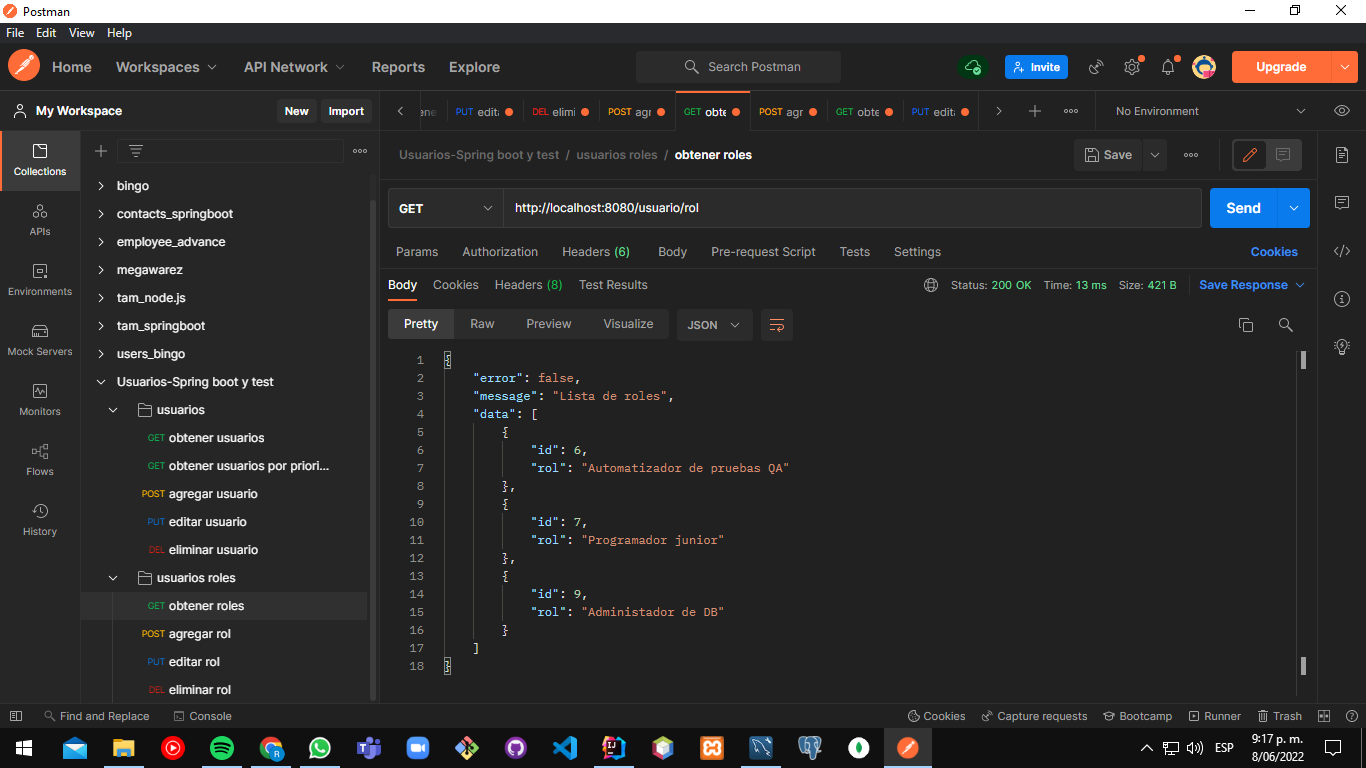 Postman
File Edit View Help
Home Workspaces API Network Reports Explore Search Postman Invite Upgrade
My Workspace New Import
PUT edit DEL elimi POST agr GET obte POST agr GET obte PUT edit No Environment
Collections
APIs
Environments
Mock Servers
Monitors
Flows
History
bingo
contacts_springboot
employee_advance
megawarez
tam_node.js
tam_springboot
users_bingo
Usuarios-Spring boot y test
usuarios
GET obtener usuarios
GET obtener usuarios por priori...
POST agregar usuario
PUT editar usuario
DEL eliminar usuario
usuarios roles
GET obtener roles
POST agregar rol
PUT editar rol
DEL eliminar rol
Usuarios-Spring boot y test / usuarios roles / obtener roles Save
GET http://localhost:8080/usuario/rol Send
Params Authorization Headers (6) Body Pre-request Script Tests Settings Cookies
Body Cookies Headers (8) Test Results Status: 200 OK Time: 13 ms Size: 421 B Save Response
Pretty Raw Preview Visualize JSON
1 {
2 "error": false,
3 "message": "Lista de roles",
4 "data": [
5 {
6 "id": 6,
7 "rol": "Automatizador de pruebas QA"
8 },
9 {
10 "id": 7,
11 "rol": "Programador junior"
12 },
13 {
14 "id": 9,
15 "rol": "Administador de DB"
16 }
17 ]
18 }
Find and Replace Console Cookies Capture requests Bootcamp Runner Trash
ESP 9:17 p. m.
8/06/2022